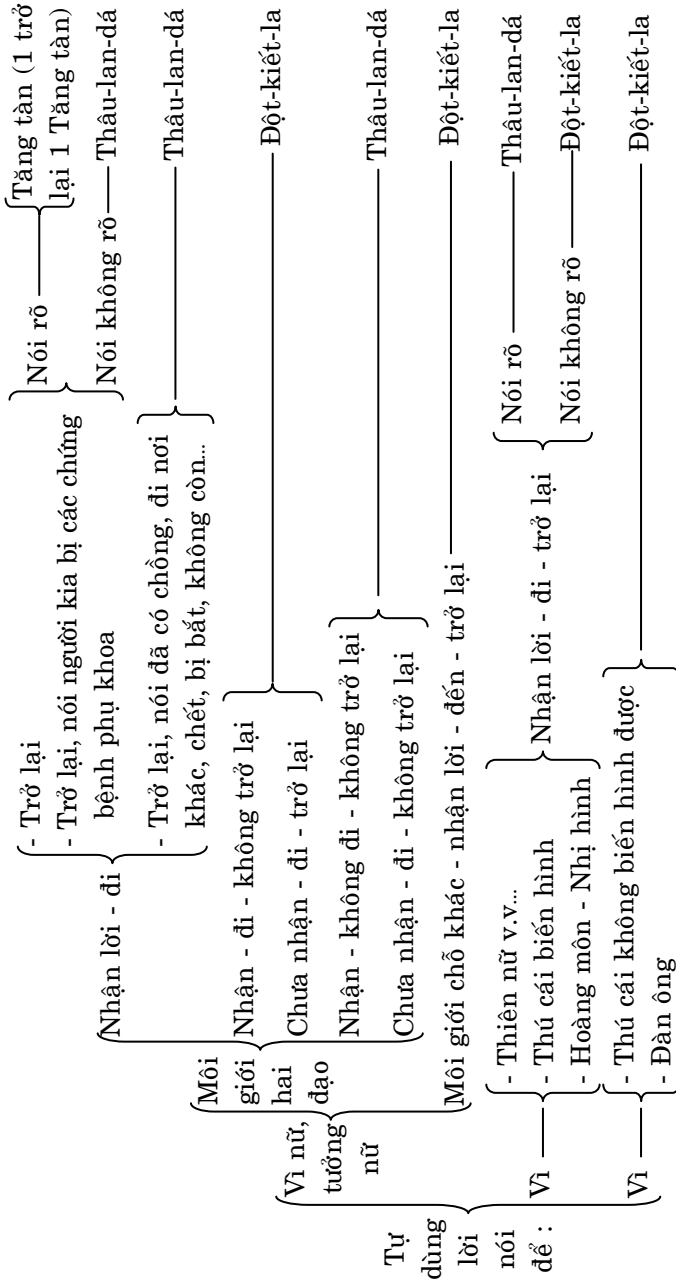 Tự
dùng
lời
nói
để :
Vì nữ,
tưởng
nữ
Môi
giới
hai
đạo
Nhận lời - đi
- Trở lại
- Trở lại, nói người kia bị các chứng
bệnh phụ khoa
Nói rõ
Tăng tàn (1 trở
lại 1 Tăng tàn)
Nói không rõ
Thâu-lan-dá
- Trở lại, nói đã có chồng, đi nơi
khác, chết, bị bắt, không còn...
Thâu-lan-dá
Nhận - đi - không trở lại
Chưa nhận - đi - trở lại
Đột-kiết-la
Nhận - không đi - không trở lại
Chưa nhận - đi - không trở lại
Thâu-lan-dá
Môi giới chỗ khác - nhận lời - đến - trở lại
Đột-kiết-la
Vì
- Thiên nữ v.v...
- Thú cái biến hình
- Hoàng môn - Nhị hình
Nhận lời - đi - trở lại
Nói rõ
Thâu-lan-dá
Nói không rõ
Đột-kiết-la
Vì
- Thú cái không biến hình được
- Đàn ông
Đột-kiết-la